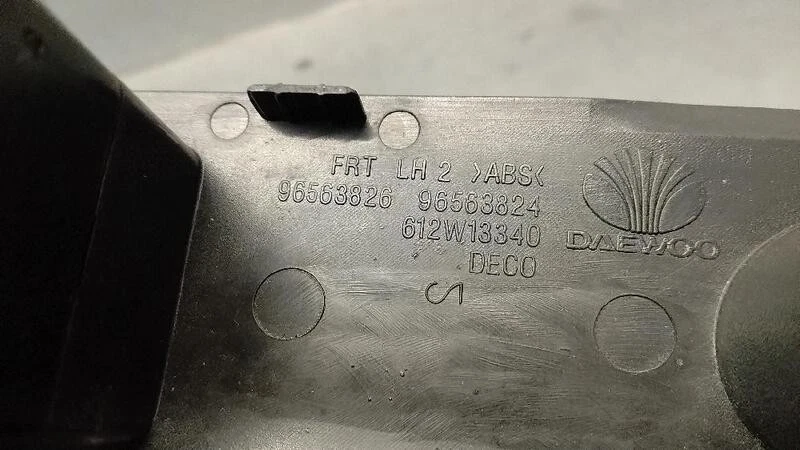 FRT LH 2 >ABS<
96563826 96563824
612W13340
DECO
S
DAEWOO